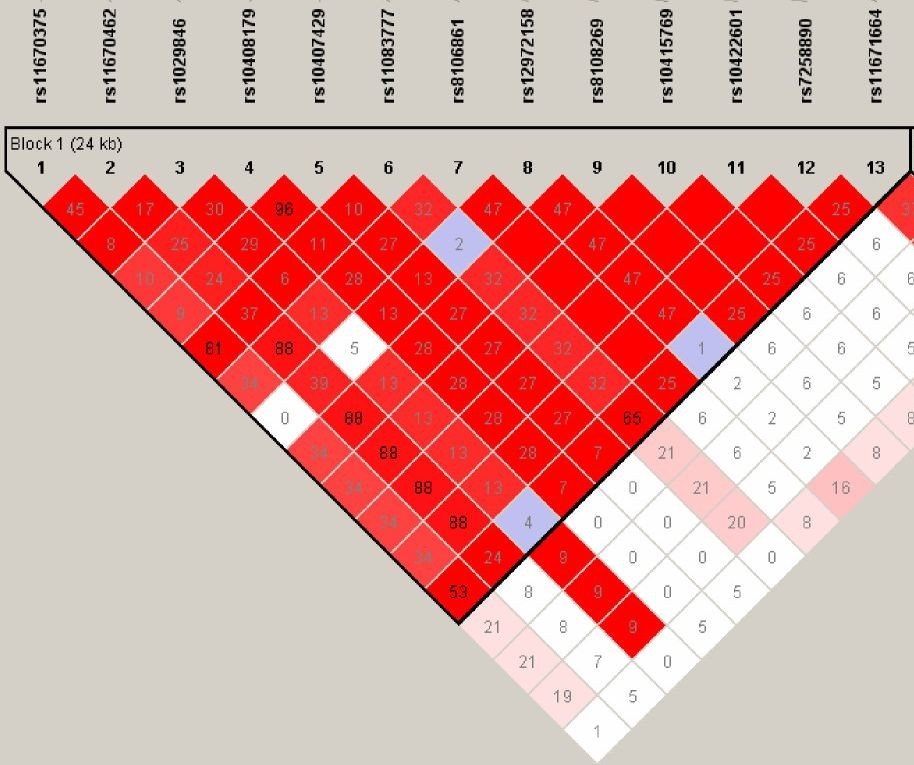 rs11670375
rs11670462
rs1029846
rs10408179
rs10407429
rs11083777
rs8106861
rs12972158
rs8108269
rs10415769
rs10422601
rs7258890
rs11671664
Block 1 (24 kb)
1 2 3 4 5 6 7 8 9 10 11 12 13
45 17 30 96 10 32 47 47 25
8 25 29 11 27 2 47 25 6
10 24 6 28 13 32 47 25 6 6
9 37 13 13 27 32 47 25 6 6
81 88 5 28 27 32 1 6 6 5
34 39 13 28 27 32 25 2 6 5
0 88 13 28 27 65 6 2 5 8
34 88 13 28 7 21 6 2 8
34 88 13 7 0 21 5 16
34 88 4 0 0 20 8
34 24 9 0 0 0
53 8 9 0 5
21 8 9 5
21 7 0
19 5
1